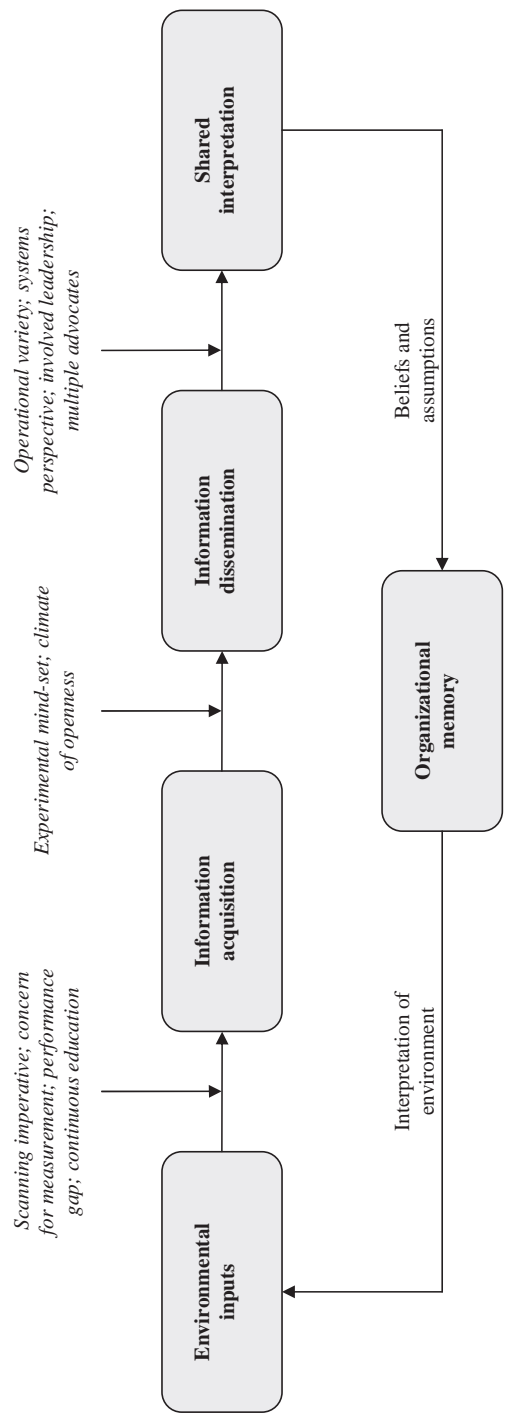 Scanning imperative; concern
for measurement; performance
gap; continuous education
Experimental mind-set; climate
of openness
Operational variety; systems
perspective; involved leadership;
multiple advocates
Environmental
inputs
Information
acquisition
Information
dissemination
Shared
interpretation
Interpretation of
environment
Organizational
memory
Beliefs and
assumptions